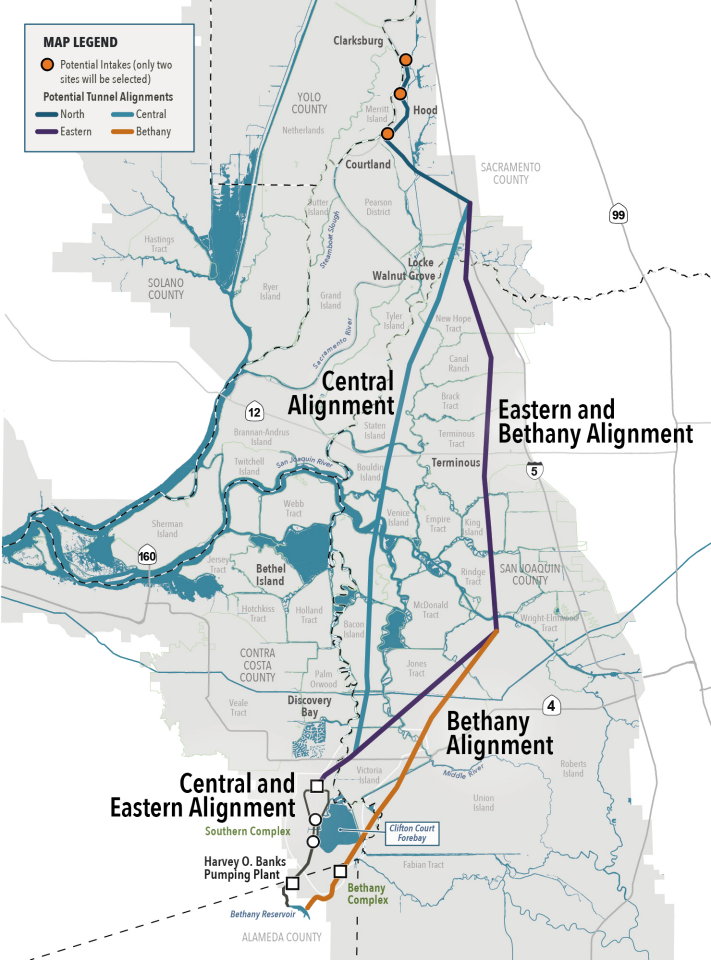 MAP LEGEND
Potential Intakes (only two
sites will be selected)
Potential Tunnel Alignments
North
Central
Eastern
Bethany
Clarksburg
YOLO
COUNTY
Netherlands
Merritt
Island
Hood
Courtland
SACRAMENTO
COUNTY
99
Sutter
Island
Pearson
District
Steamboat Slough
Hastings
Tract
SOLANO
COUNTY
Ryer
Island
Grand
Island
Locke
Walnut Grove
Tyler
Island
New Hope
Tract
Sacramento River
Canal
Ranch
Central
Alignment
Brack
Tract
Eastern and
Bethany Alignment
12
Brannan-Andrus
Island
Staten
Island
Terminous
Tract
Twitchell
Island
San Joaquin River
Bouldin
Island
Terminous
5
Webb
Tract
Venice
Island
Empire
Tract
King
Island
Sherman
Island
160
Jersey
Tract
Bethel
Island
Rindge
Tract
SAN JOAQUIN
COUNTY
Hotchkiss
Tract
Holland
Tract
Bacon
Island
McDonald
Tract
Wright-Elmwood
Tract
CONTRA
COSTA
COUNTY
Palm
Orwood
Jones
Tract
Veale
Tract
Discovery
Bay
4
Bethany
Alignment
Central and
Eastern Alignment
Victoria
Island
Middle River
Roberts
Island
Union
Island
Southern Complex
Clifton Court
Forebay
Harvey O. Banks
Pumping Plant
Fabian Tract
Bethany
Complex
Bethany Reservoir
ALAMEDA COUNTY